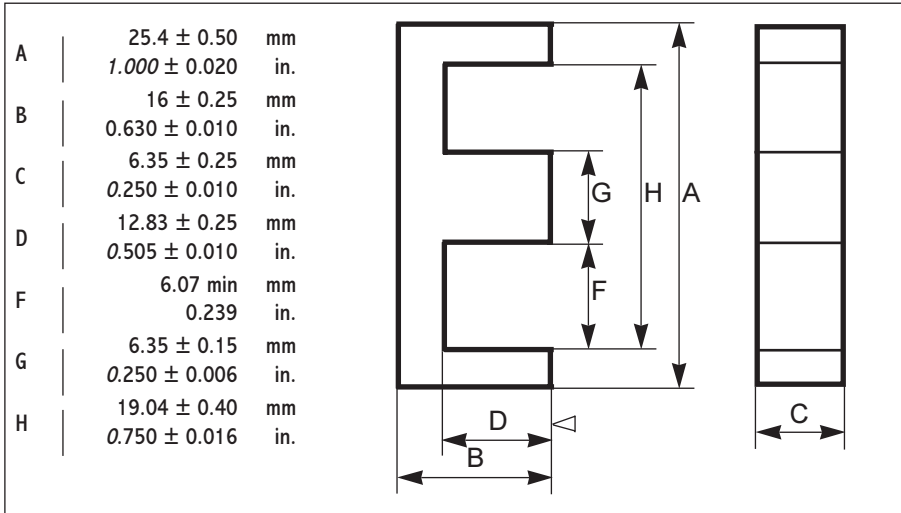 A 25.4 ± 0.50 mm
1.000 ± 0.020 in.
B 16 ± 0.25 mm
0.630 ± 0.010 in.
C 6.35 ± 0.25 mm
0.250 ± 0.010 in.
D 12.83 ± 0.25 mm
0.505 ± 0.010 in.
F 6.07 min mm
0.239 in.
G 6.35 ± 0.15 mm
0.250 ± 0.006 in.
H 19.04 ± 0.40 mm
0.750 ± 0.016 in.
G H A
F
D
B
C